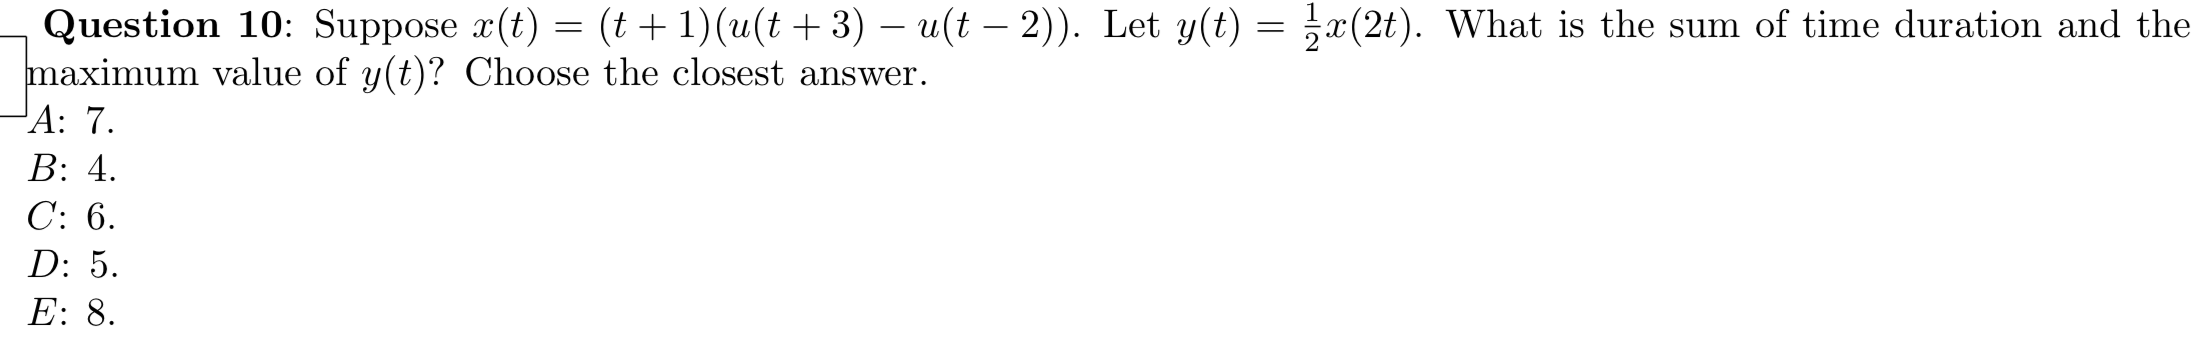 Question 10: Suppose x(t) = (t + 1)(u(t + 3) − u(t − 2)). Let y(t) = ½x(2t). What is the sum of time duration and the
maximum value of y(t)? Choose the closest answer.
A: 7.
B: 4.
C: 6.
D: 5.
E: 8.